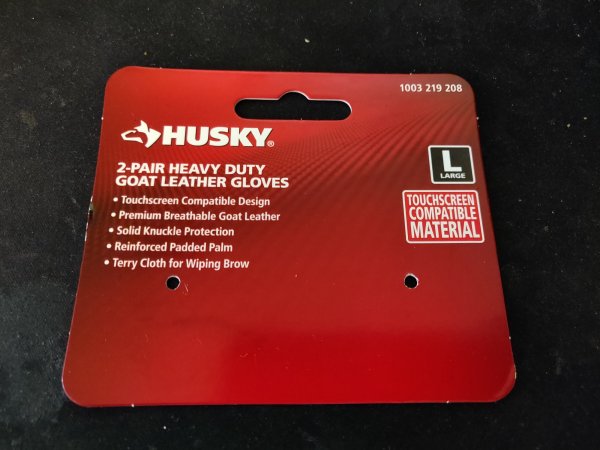 1003 219 208
HUSKY®
2-PAIR HEAVY DUTY
GOAT LEATHER GLOVES
• Touchscreen Compatible Design
• Premium Breathable Goat Leather
• Solid Knuckle Protection
• Reinforced Padded Palm
• Terry Cloth for Wiping Brow
L
LARGE
TOUCHSCREEN
COMPATIBLE
MATERIAL